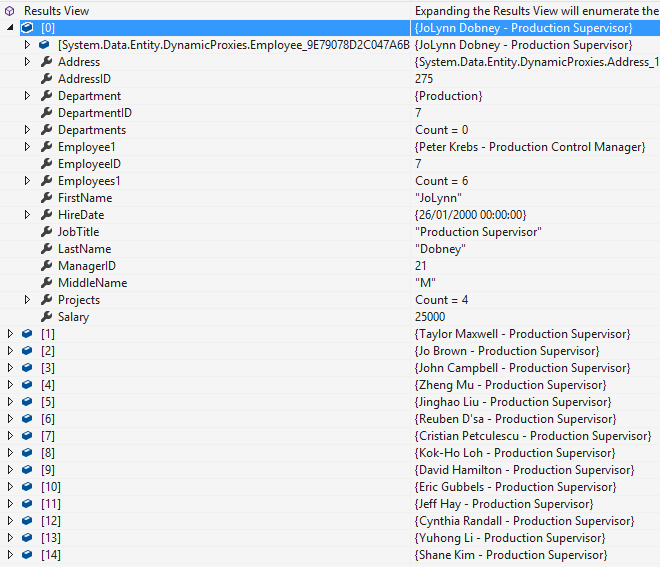 Results View Expanding the Results View will enumerate the
[0] {JoLynn Dobney - Production Supervisor}
[System.Data.Entity.DynamicProxies.Employee_9E79078D2C047A6B {JoLynn Dobney - Production Supervisor}
Address {System.Data.Entity.DynamicProxies.Address_1
AddressID 275
Department {Production}
DepartmentID 7
Departments Count = 0
Employee1 {Peter Krebs - Production Control Manager}
EmployeeID 7
Employees1 Count = 6
FirstName "JoLynn"
HireDate {26/01/2000 00:00:00}
JobTitle "Production Supervisor"
LastName "Dobney"
ManagerID 21
MiddleName "M"
Projects Count = 4
Salary 25000
[1] {Taylor Maxwell - Production Supervisor}
[2] {Jo Brown - Production Supervisor}
[3] {John Campbell - Production Supervisor}
[4] {Zheng Mu - Production Supervisor}
[5] {Jinghao Liu - Production Supervisor}
[6] {Reuben D'sa - Production Supervisor}
[7] {Cristian Petculescu - Production Supervisor}
[8] {Kok-Ho Loh - Production Supervisor}
[9] {David Hamilton - Production Supervisor}
[10] {Eric Gubbels - Production Supervisor}
[11] {Jeff Hay - Production Supervisor}
[12] {Cynthia Randall - Production Supervisor}
[13] {Yuhong Li - Production Supervisor}
[14] {Shane Kim - Production Supervisor}